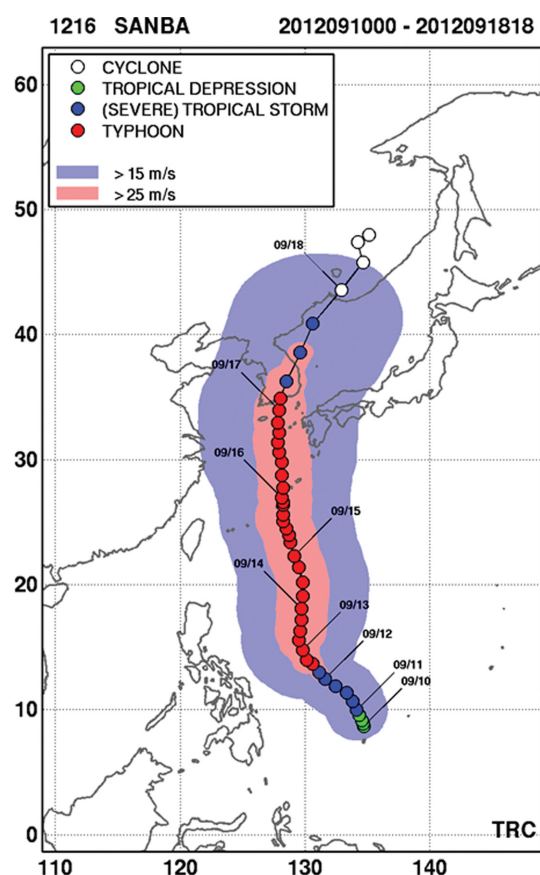 1216 SANBA 2012091000 - 2012091818
CYCLONE
TROPICAL DEPRESSION
(SEVERE) TROPICAL STORM
TYPHOON
> 15 m/s
> 25 m/s
60
50
09/18
40
09/17
09/16
30
09/15
09/14
20
09/13
09/12
09/11
09/10
10
0
TRC
110 120 130 140